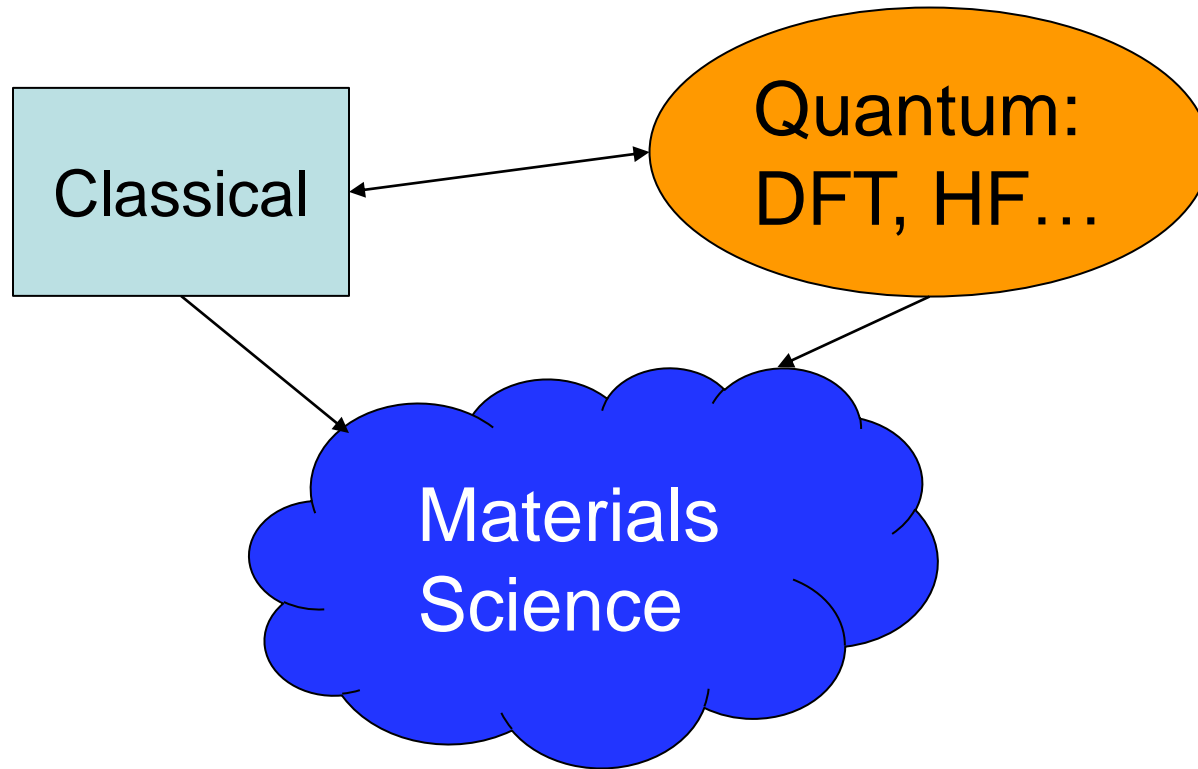 Classical
Quantum:
DFT, HF…
Materials
Science